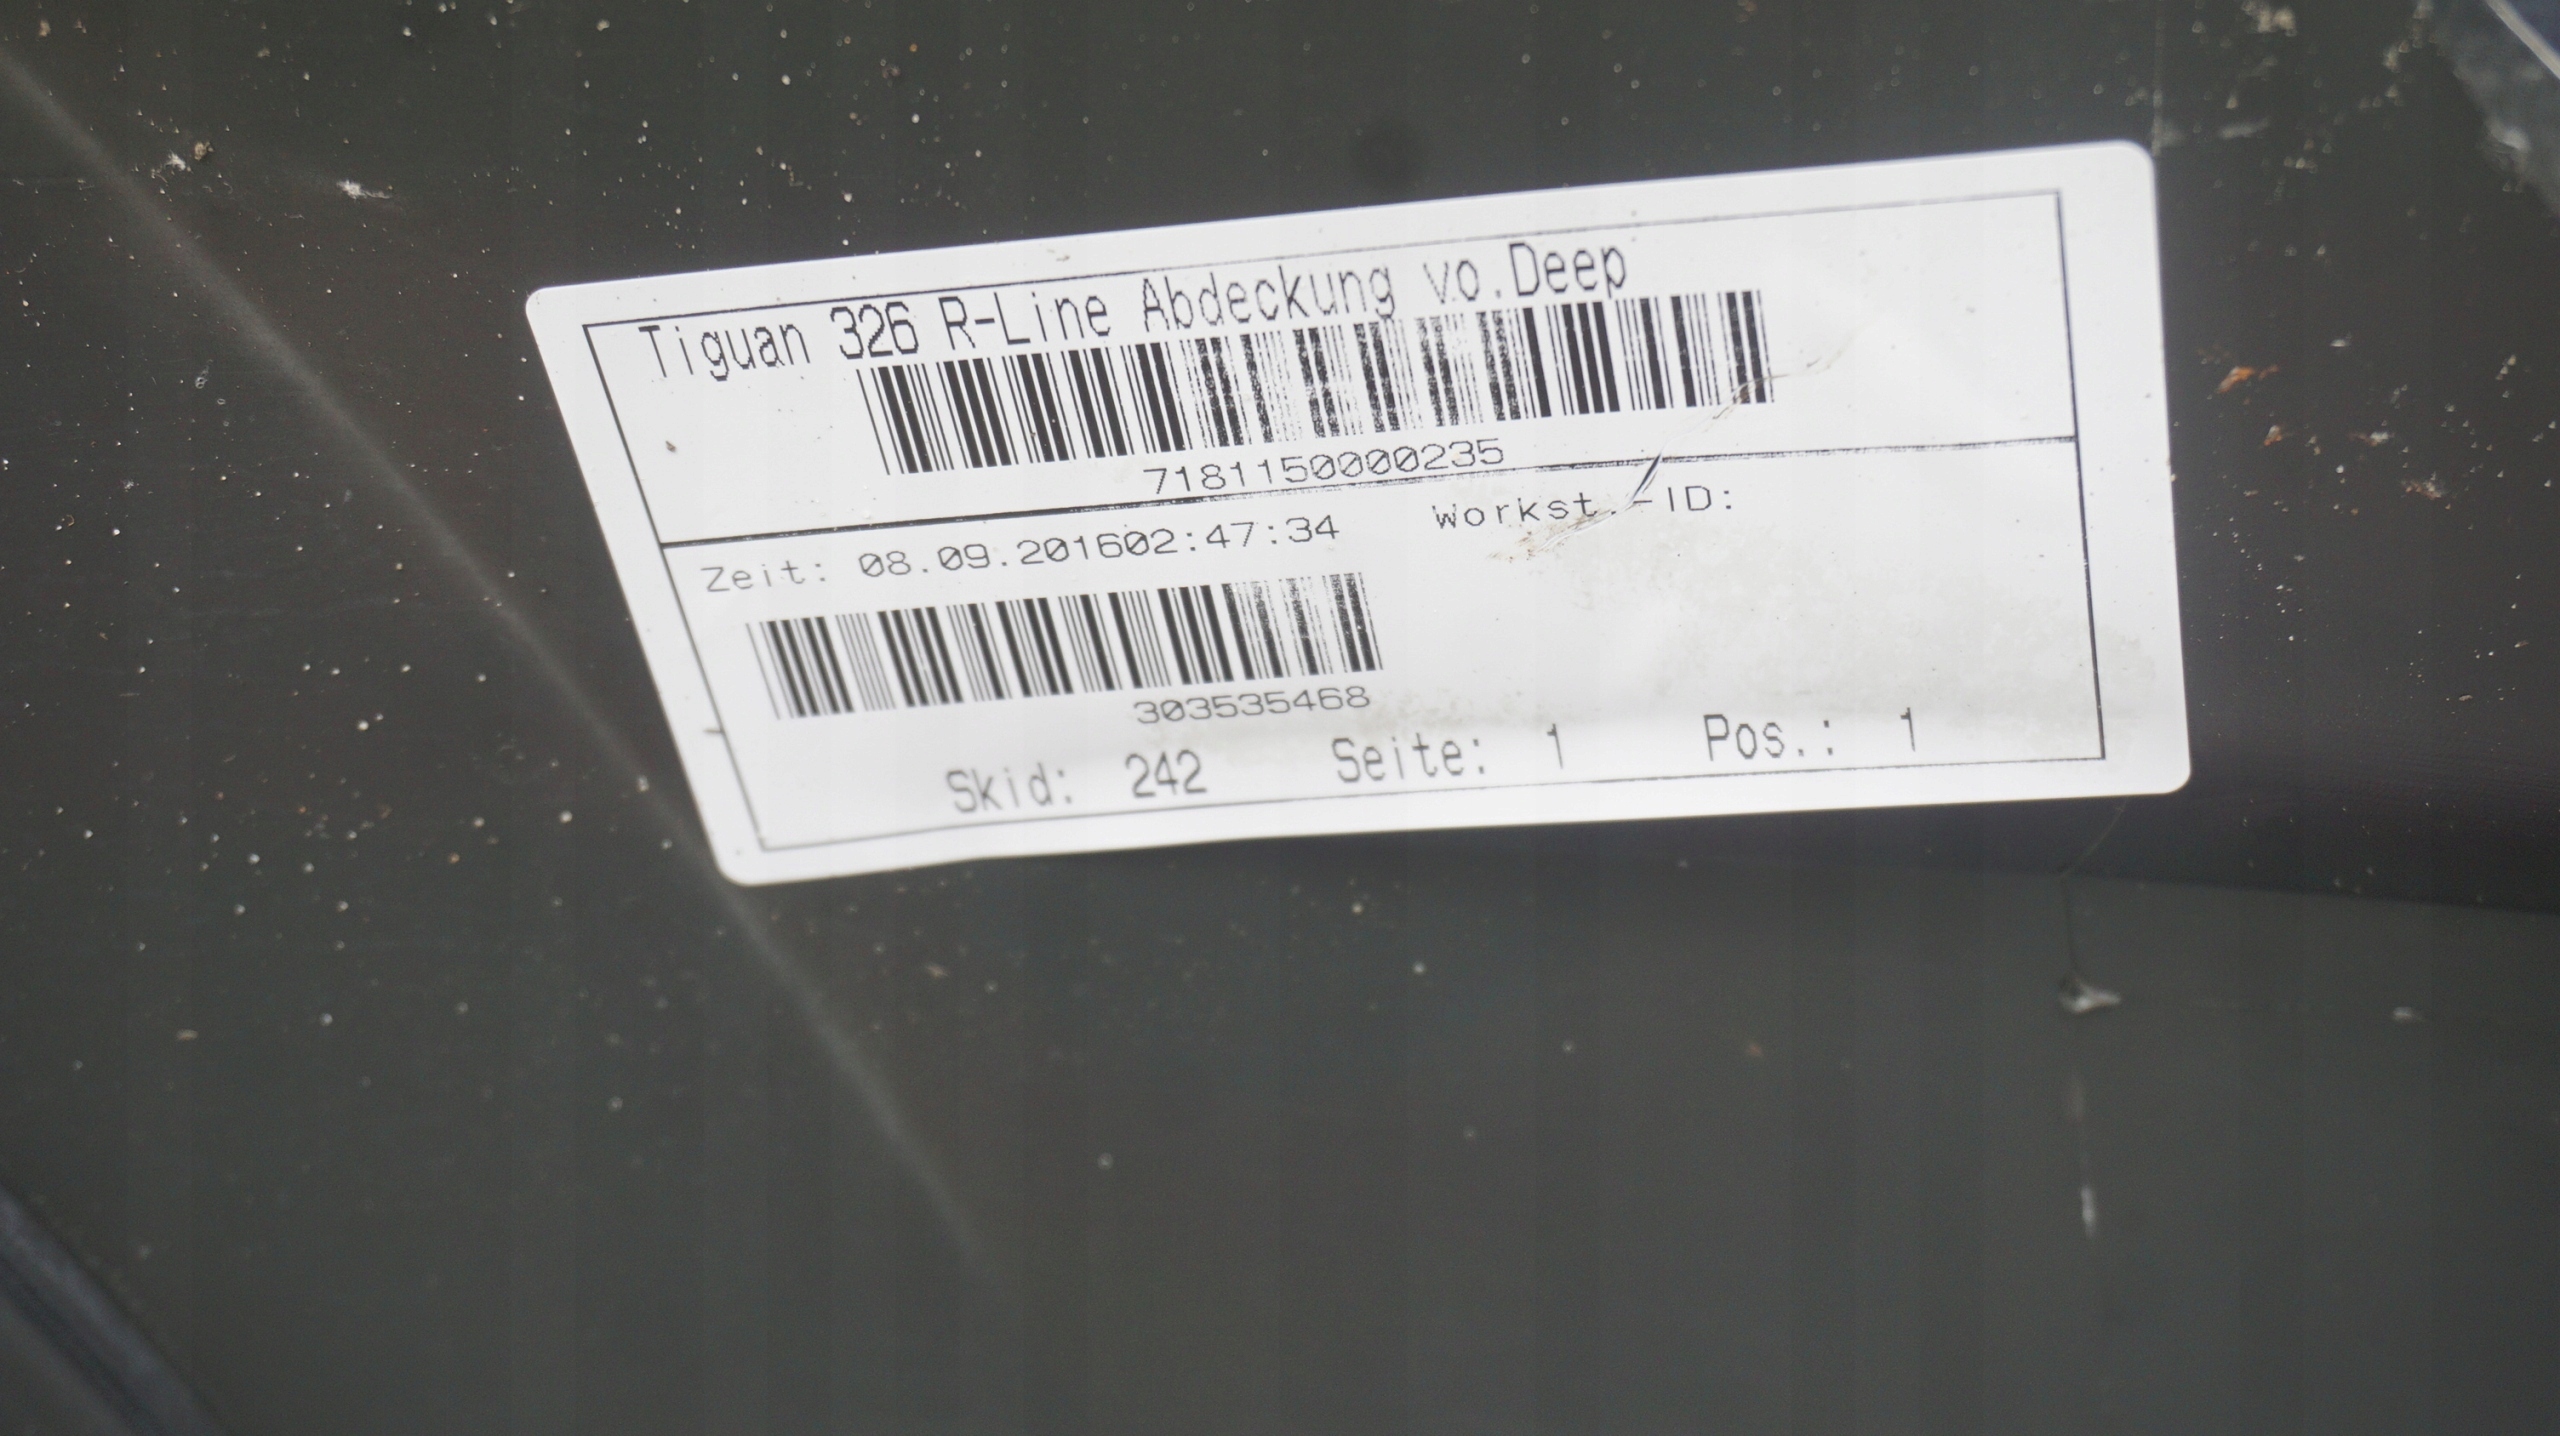 Tiguan 326 R-Line Abdeckung vo.Deep
7181150000235
Zeit: 08.09.201602:47:34 Workst.-ID:
303535468
Skid: 242 Seite: 1 Pos.: 1